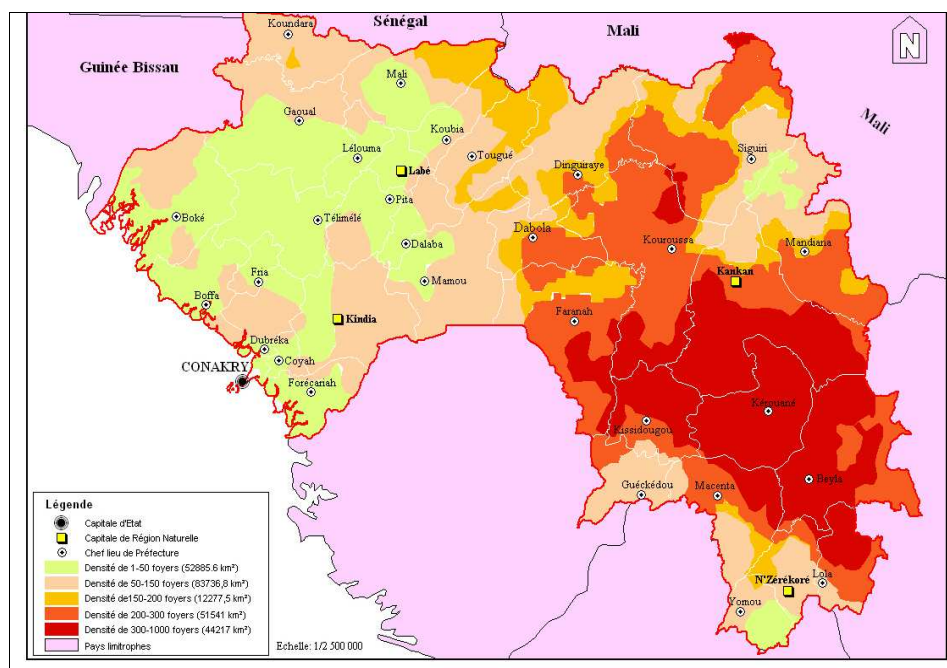 Koundara
Sénégal
Mali
N
Guinée Bissau
Mali
Mali
Gaoual
Koubia
Lélouma
Tougué
Siguiri
Labé
Dinguiraye
Pita
Boké
Télimélé
Dabola
Dalaba
Kouroussa
Mandiana
Fria
Mamou
Kankan
Boffa
Kindia
Faranah
Dubréka
Coyah
CONAKRY
Forécariah
Kérouané
Kissidougou
Beyla
Guéckédou
Macenta
Lola
N'Zérékoré
Yomou
Légende
Capitale d'Etat
Capitale de Région Naturelle
Chef lieu de Préfecture
Densité de 1-50 foyers (52885.6 km²)
Densité de 50-150 foyers (83736,8 km²)
Densité de150-200 foyers (12277,5 km²)
Densité de 200-300 foyers (51541 km²)
Densité de 300-1000 foyers (44217 km²)
Pays limitrophes
Echelle: 1/2 500 000